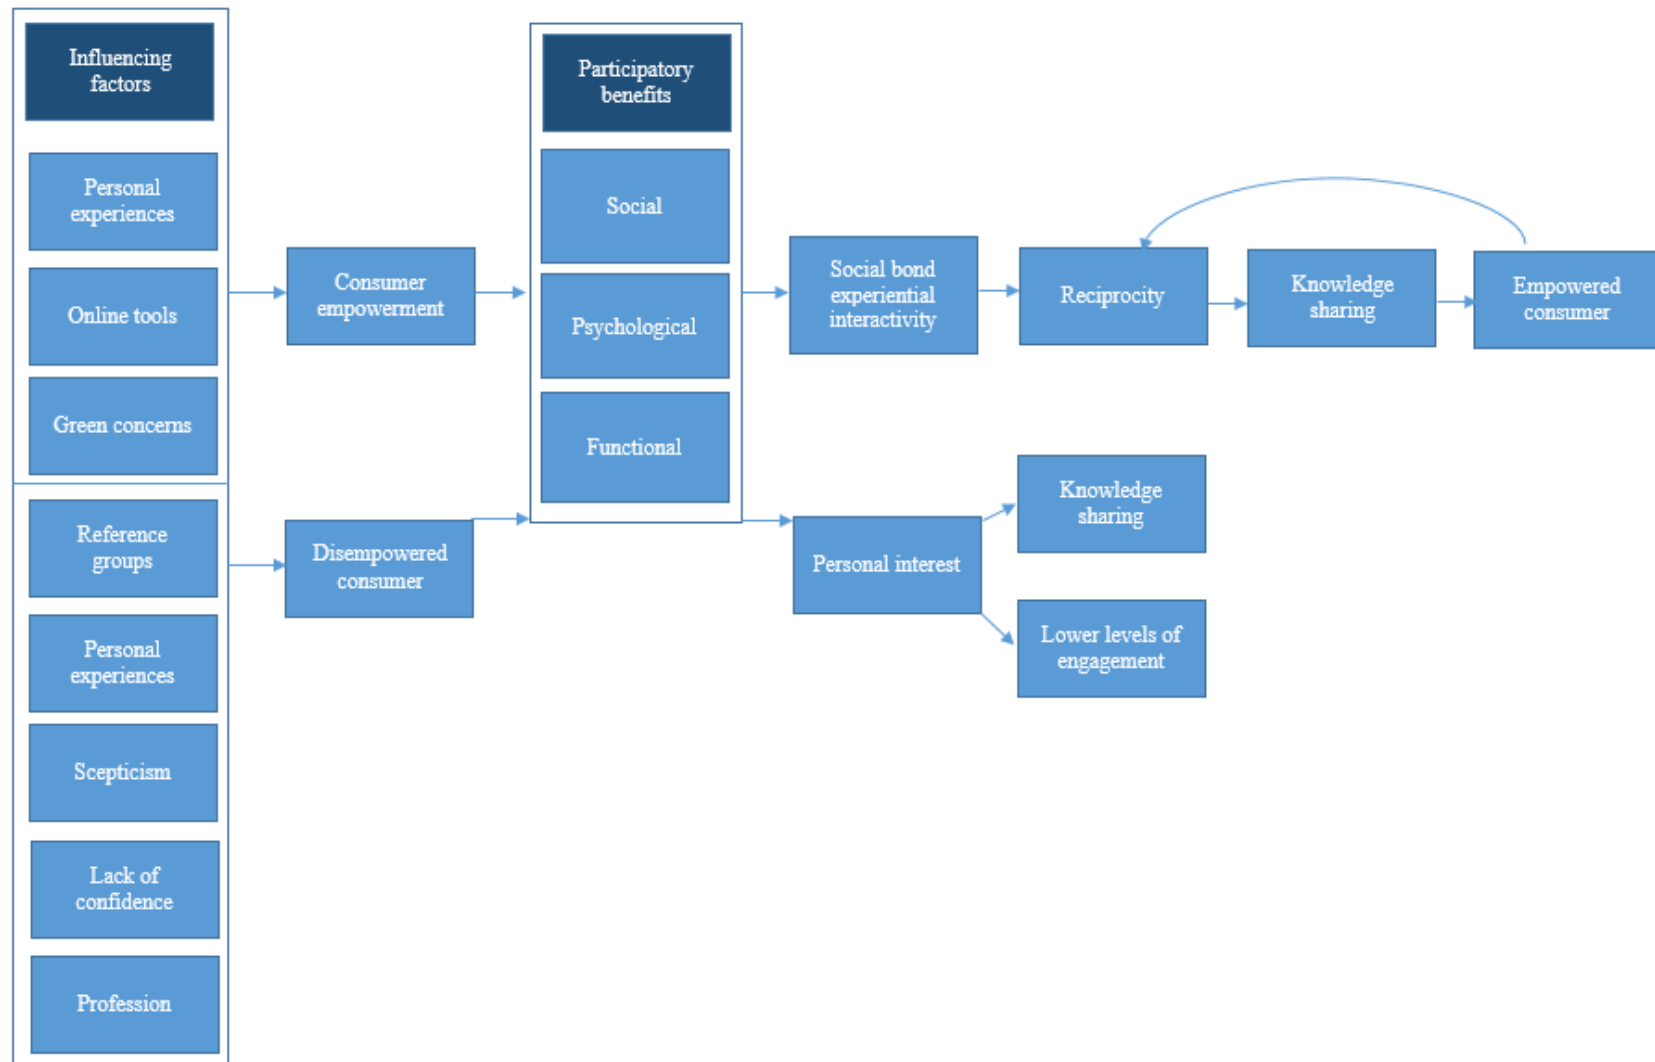 Influencing
factors
Personal
experiences
Online tools
Green concerns
Reference
groups
Personal
experiences
Scepticism
Lack of
confidence
Profession
Consumer
empowerment
Disempowered
consumer
Participatory
benefits
Social
Psychological
Functional
Social bond
experiential
interactivity
Reciprocity
Knowledge
sharing
Empowered
consumer
Personal interest
Knowledge
sharing
Lower levels of
engagement